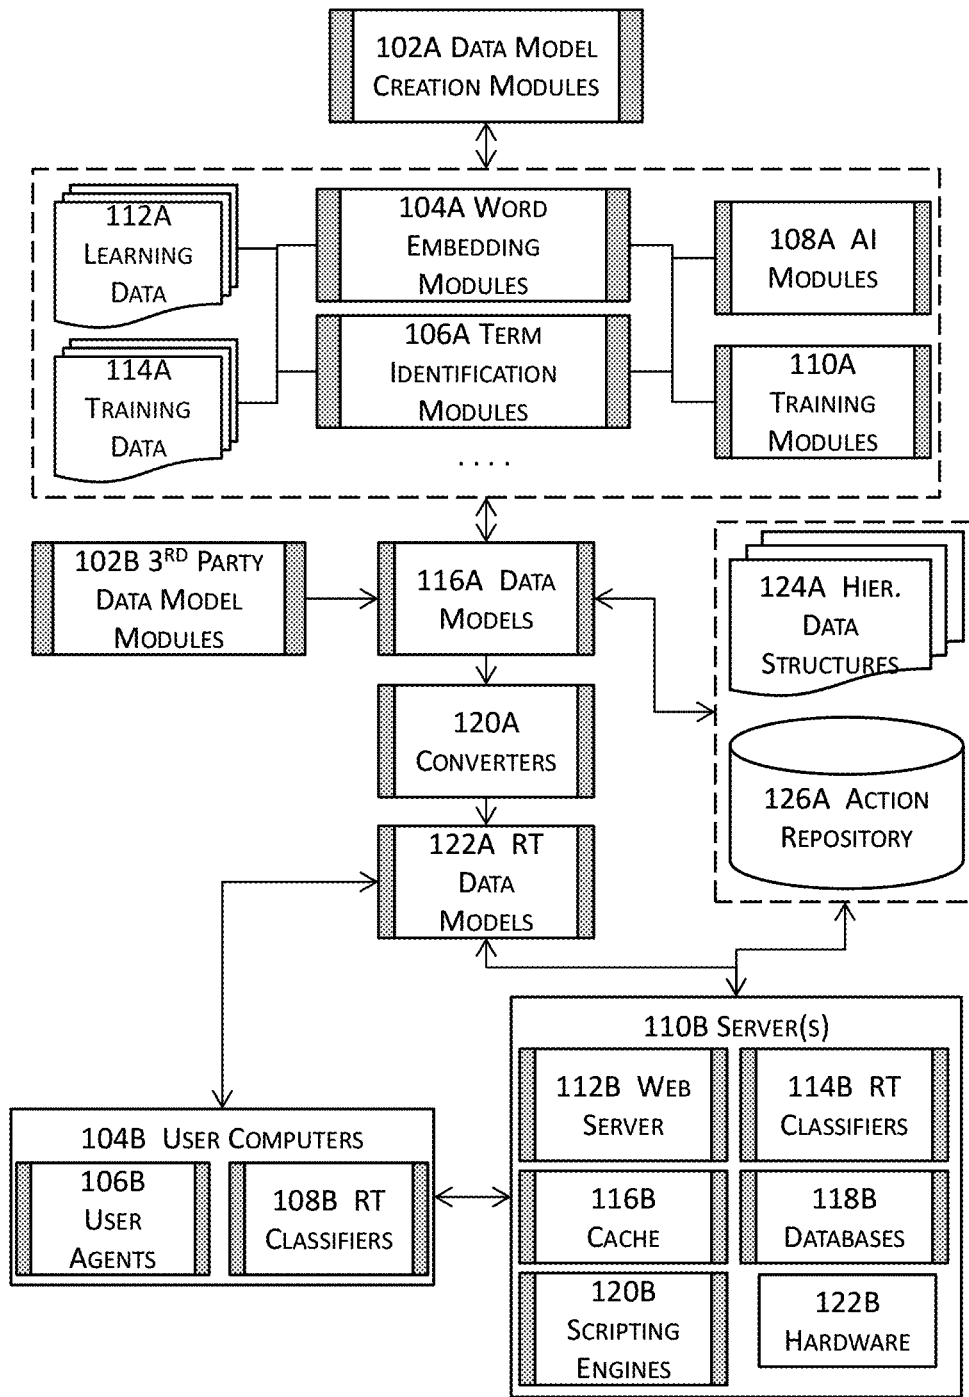 102A Data Model
Creation Modules
112A
Learning
Data
104A Word
Embedding
Modules
108A AI
Modules
114A
Training
Data
106A Term
Identification
Modules
110A
Training
Modules
....
102B 3RD Party
Data Model
Modules
116A Data
Models
124A Hier.
Data
Structures
120A
Converters
126A Action
Repository
122A RT
Data
Models
110B Server(s)
112B Web
Server
114B RT
Classifiers
104B User Computers
106B
User
Agents
108B RT
Classifiers
116B
Cache
118B
Databases
120B
Scripting
Engines
122B
Hardware